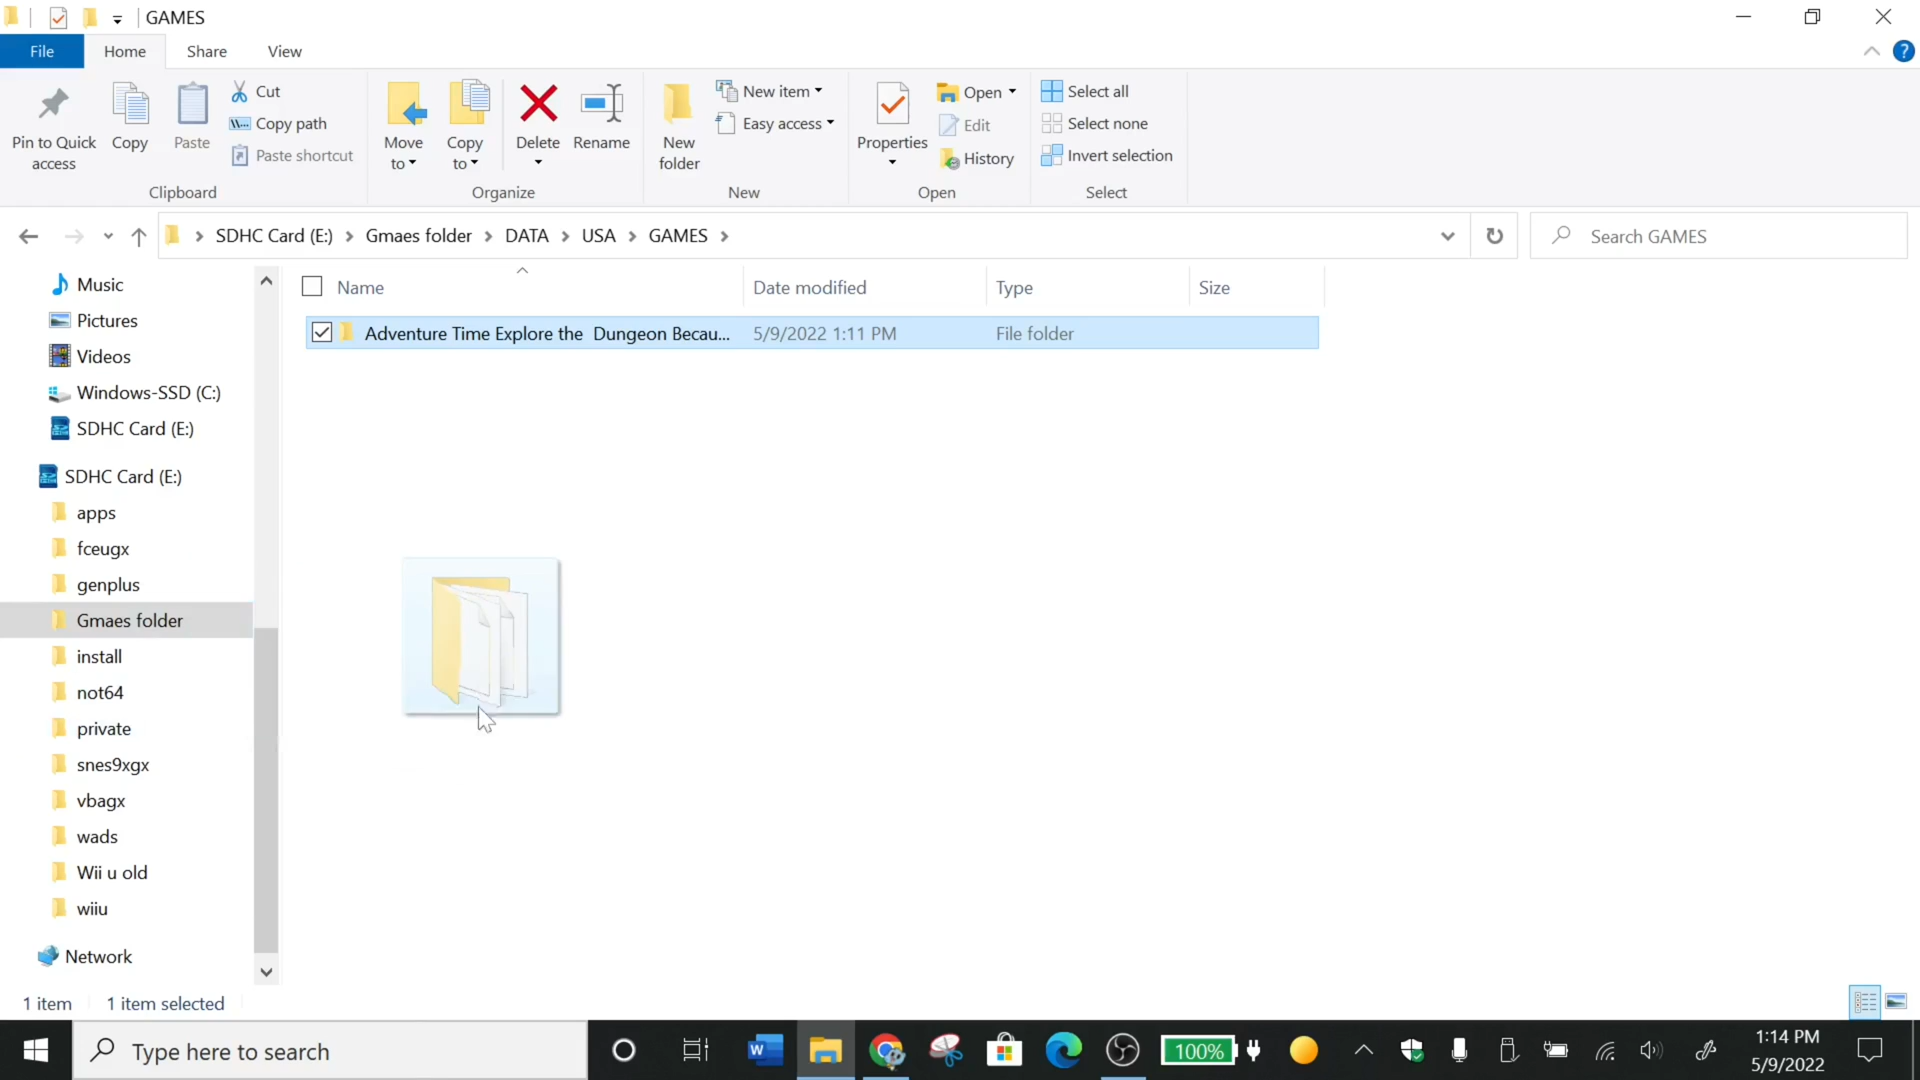 GAMES
File
Home
Share
View
Pin to Quick
access
Copy
Paste
Cut
Copy path
Paste shortcut
Clipboard
Move
to
Copy
to
Delete
Rename
Organize
New
folder
New item
Easy access
New
Properties
Open
Edit
History
Open
Select all
Select none
Invert selection
Select
SDHC Card (E:) > Gmaes folder > DATA > USA > GAMES >
Search GAMES
Name
Date modified
Type
Size
Adventure Time Explore the  Dungeon Becau...
5/9/2022 1:11 PM
File folder
Music
Pictures
Videos
Windows-SSD (C:)
SDHC Card (E:)
SDHC Card (E:)
apps
fceugx
genplus
Gmaes folder
install
not64
private
snes9xgx
vbagx
wads
Wii u old
wiiu
Network
1 item
1 item selected
Type here to search
W
100%
1:14 PM
5/9/2022